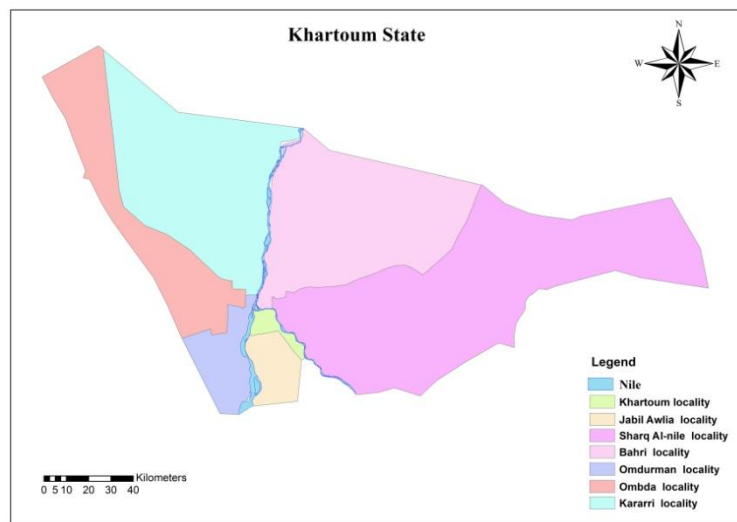 Khartoum State
N
W
E
S
Legend
Nile
Khartoum locality
Jabil Awlia locality
Sharq Al-nile locality
Bahri locality
Omdurman locality
Ombda locality
Kararri locality
Kilometers
0 5 10 20 30 40